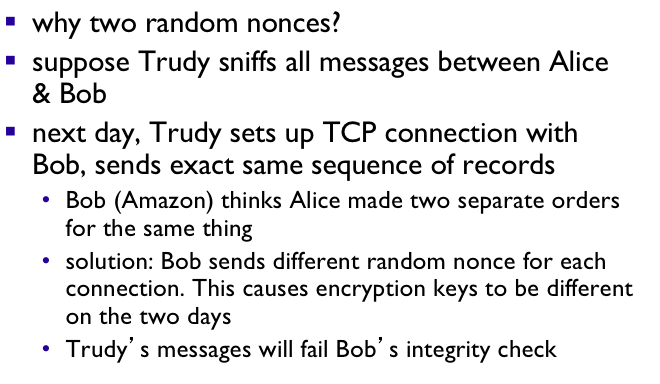 ▪ why two random nonces?
▪ suppose Trudy sniffs all messages between Alice
& Bob
▪ next day, Trudy sets up TCP connection with
Bob, sends exact same sequence of records
• Bob (Amazon) thinks Alice made two separate orders
for the same thing
• solution: Bob sends different random nonce for each
connection. This causes encryption keys to be different
on the two days
• Trudy’s messages will fail Bob’s integrity check